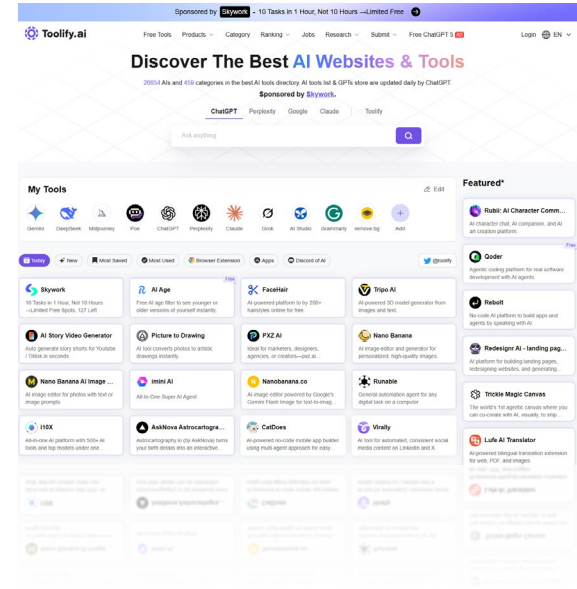 Sponsored by Skywork - 10 Tasks in 1 Hour, Not 10 Hours —Limited Free
Toolify.ai
Free Tools Products Category Ranking Jobs Research Submit Free ChatGPT 5 AD Login EN
Discover The Best AI Websites & Tools
26654 AIs and 459 categories in the best AI tools directory. AI tools list & GPTs store are updated daily by ChatGPT.
Sponsored by Skywork.
ChatGPT Perplexity Google Claude Toolify
Ask anything
My Tools
Edit
Gemini DeepSeek Midjourney Poe ChatGPT Perplexity Claude Grok AI Studio Grammarly remove.bg Add
Today New Most Saved Most Used Browser Extension Apps Discord of AI @toolify
Skywork
10 Tasks in 1 Hour, Not 10 Hours
—Limited Free Spots: 127 Left
Free
AI Age
Free AI age filter to see younger or
older versions of yourself instantly.
FaceHair
AI-powered platform to try 200+
hairstyles online for free.
Tripo AI
AI-powered 3D model generator from
images and text.
AI Story Video Generator
Auto generate story shorts for Youtube
/ Tiktok in seconds
Picture to Drawing
AI tool converts photos to artistic
drawings instantly.
PXZ AI
Ideal for marketers, designers,
agencies, or creators—pxz.ai...
Nano Banana
AI image editor and generator for
personalized, high-quality images.
Nano Banana AI Image ...
AI image editor for photos with text or
image prompts.
imini AI
All-In-One Super AI Agent
Nanobanana.co
AI image editor powered by Google's
Gemini Flash Image for text-to-imag...
Runable
General automation agent for any
digital task on a computer
i10X
All-in-one AI platform with 500+ AI
tools and top models under one...
AskNova Astrocartogra...
Astrocartography.io (by AskNova) turns
your birth details into an interactive...
CatDoes
AI-powered no-code mobile app builder
using multi-agent approach for easy...
Virally
AI tool for automated, consistent social
media content on LinkedIn and X.
Featured*
Rubii: AI Character Comm...
AI character chat, AI companion, and AI
art creation platform.
Free
Qoder
Agentic coding platform for real software
development with AI agents.
Rebolt
No-code AI platform to build apps and
agents by speaking with AI.
Redesignr AI - landing pag...
AI platform for building landing pages,
redesigning websites, and generating...
Trickle Magic Canvas
The world's 1st agentic canvas where you
can co-create with AI, visually, to ship...
Lufe AI Translator
AI-powered bilingual translation extension
for web, PDF, and images.